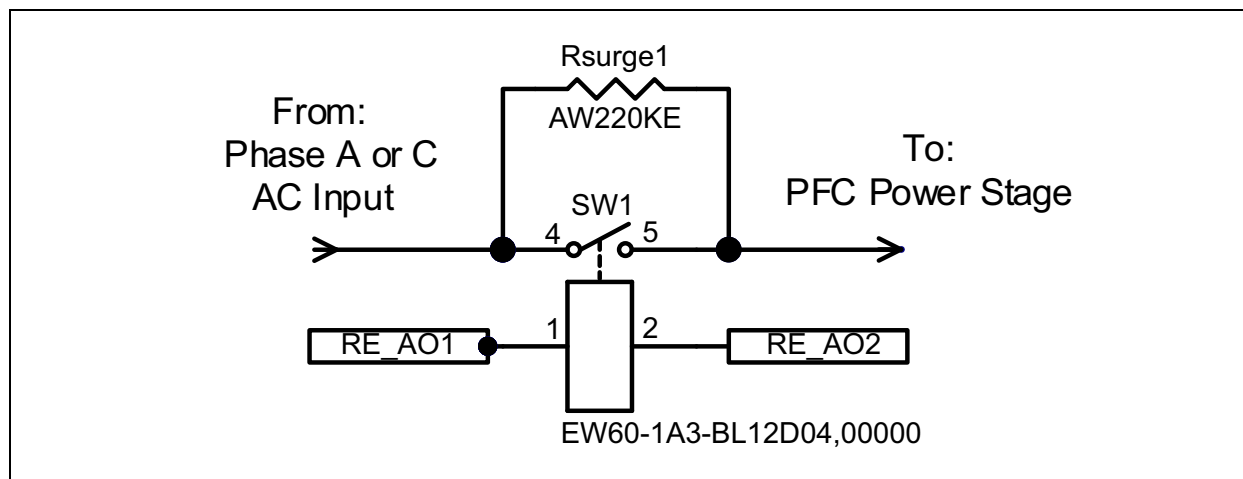 Rsurge1
AW220KE
From:
Phase A or C
AC Input
To:
PFC Power Stage
SW1
4
5
1
2
RE_AO1
RE_AO2
EW60-1A3-BL12D04,00000